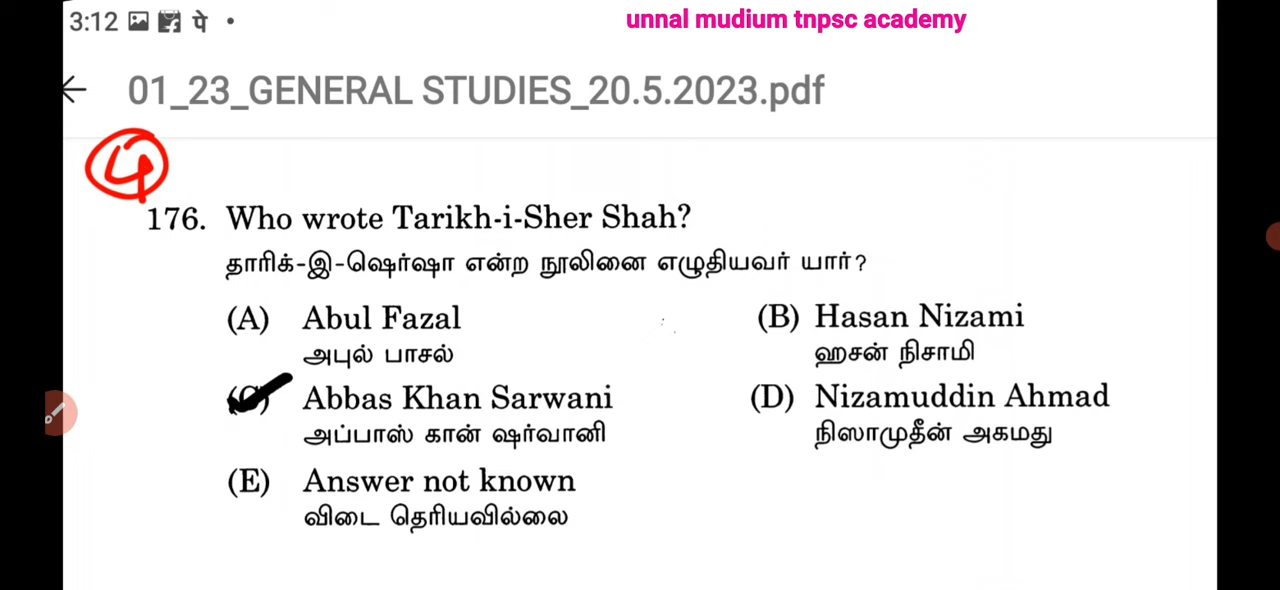 3:12 पे •
unnal mudium tnpsc academy
01_23_GENERAL STUDIES_20.5.2023.pdf
4
176. Who wrote Tarikh-i-Sher Shah?
தாரிக்-இ-ஷெர்ஷா என்ற நூலினை எழுதியவர் யார்?
(A) Abul Fazal
அபுல் பாசல்
(B) Hasan Nizami
ஹசன் நிசாமி
(C) Abbas Khan Sarwani
அப்பாஸ் கான் ஷர்வானி
(D) Nizamuddin Ahmad
நிஸாமுதீன் அகமது
(E) Answer not known
விடை தெரியவில்லை